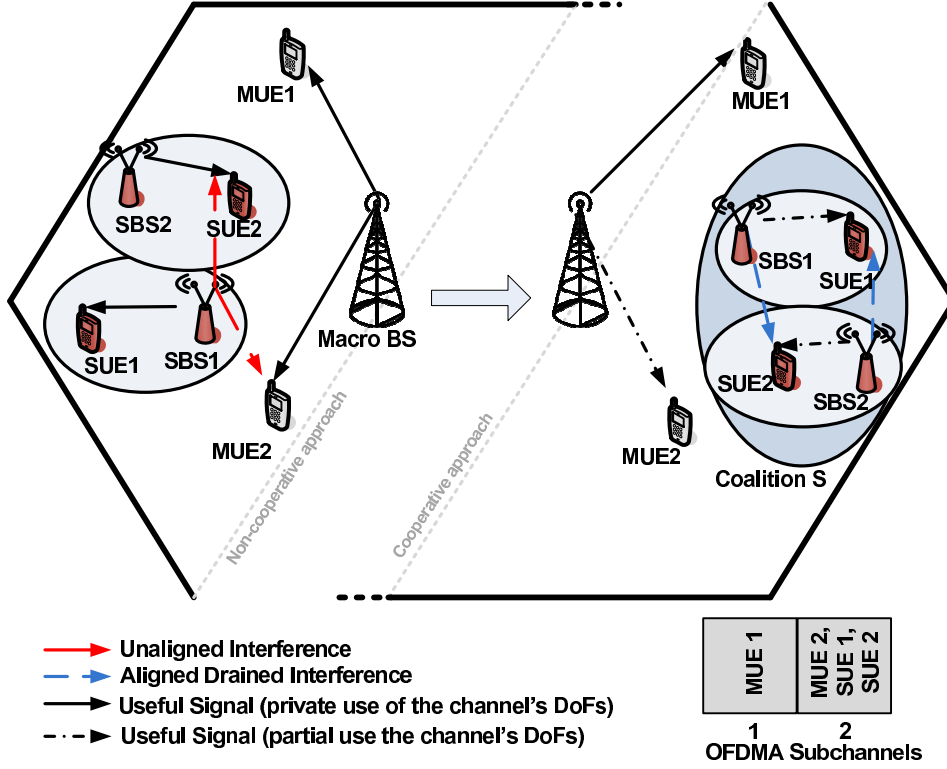 MUE1
SBS2
SUE2
SUE1
SBS1
MUE2
Macro BS
Non-cooperative approach
Cooperative approach
MUE1
SBS1
SUE1
SUE2
SBS2
MUE2
Coalition S
Unaligned Interference
Aligned Drained Interference
Useful Signal (private use of the channel's DoFs)
Useful Signal (partial use the channel's DoFs)
MUE 1
MUE 2,
SUE 1,
SUE 2
1 2
OFDMA Subchannels